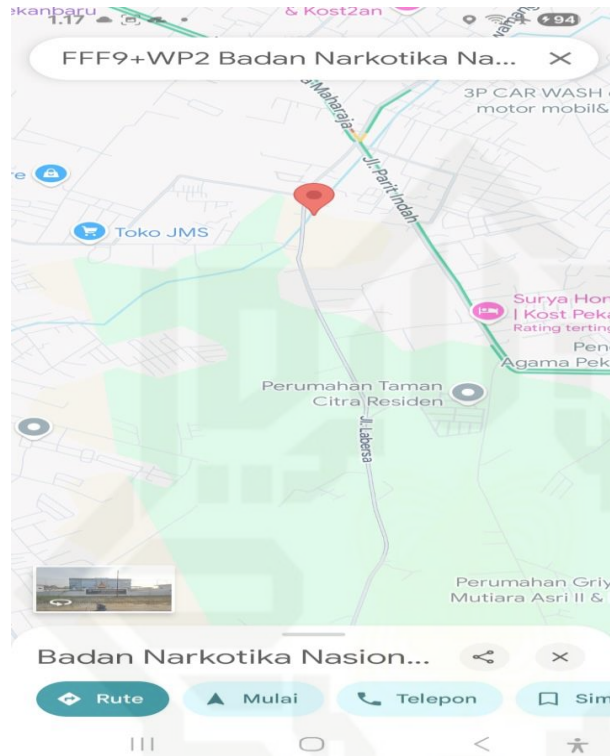 ekanbaru
& Kost2an
1.17
94
FFF9+WP2 Badan Narkotika Na...
Maharaja
3P CAR WASH &
motor mobil&
Jl. Parit Indah
e
Toko JMS
Surya Hor
| Kost Peka
Rating terting
Pen
Agama Pek
Perumahan Taman
Citra Residen
Jl. Labersa
Perumahan Griy
Mutiara Asri II &
Badan Narkotika Nasion...
Rute
Mulai
Telepon
Sim